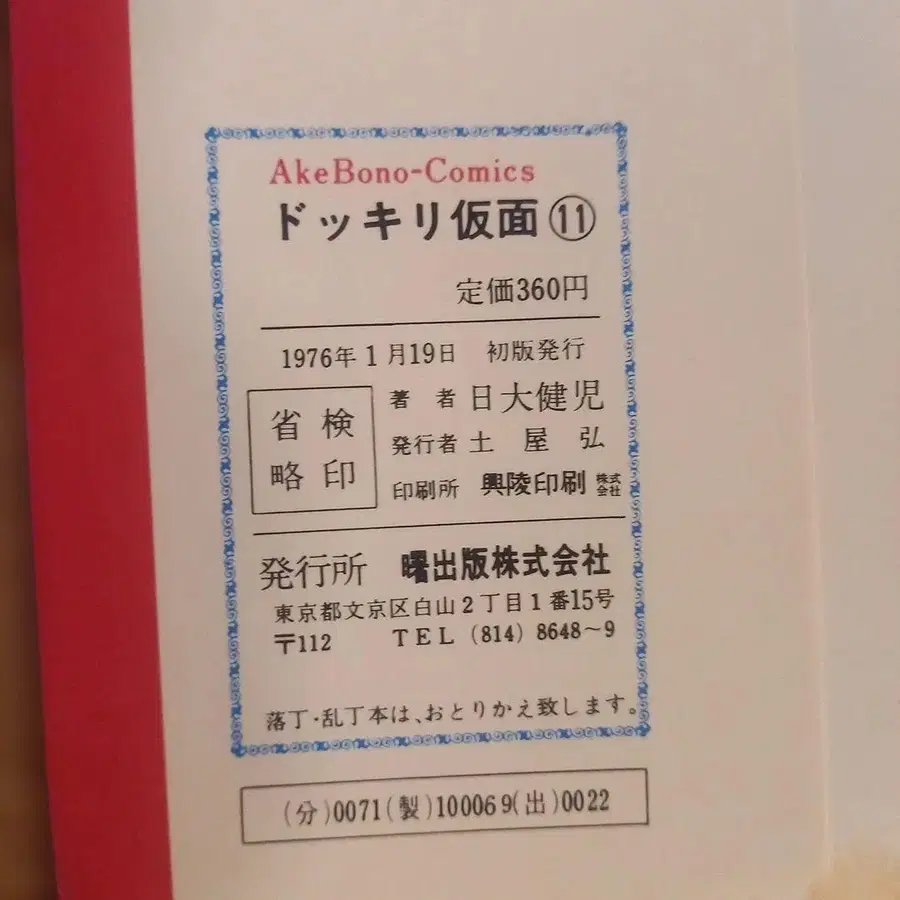 AkeBono-Comics
ドッキリ仮面⑪
定価360円
1976年1月19日 初版発行
検印
省略
著者 日大健児
発行者 土屋弘
印刷所 興陵印刷株式会社
発行所 曙出版株式会社
東京都文京区白山2丁目1番15号
〒112 TEL (814) 8648~9
落丁・乱丁本は、おとりかえ致します。
(分)0071(製)100069(出)0022